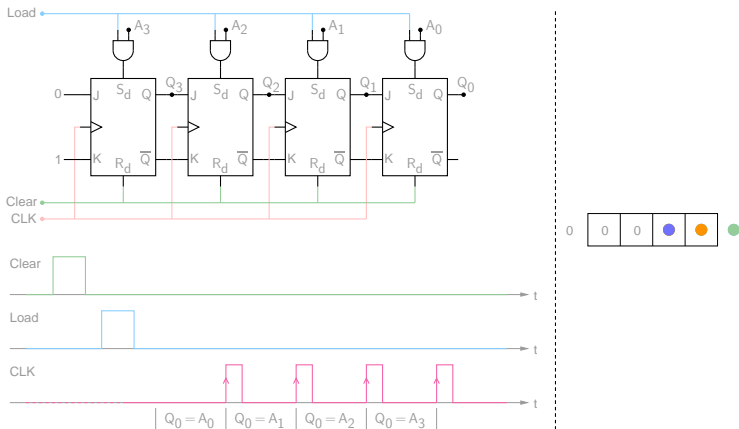 Load
A3 A2 A1 A0
Sd Sd Sd Sd
0 J Q Q3 J Q Q2 J Q Q1 J Q Q0
1 K Q̅ K Q̅ K Q̅ K Q̅
Rd Rd Rd Rd
Clear
CLK
0 0 0
Clear
t
Load
t
CLK
t
Q0 = A0 Q0 = A1 Q0 = A2 Q0 = A3